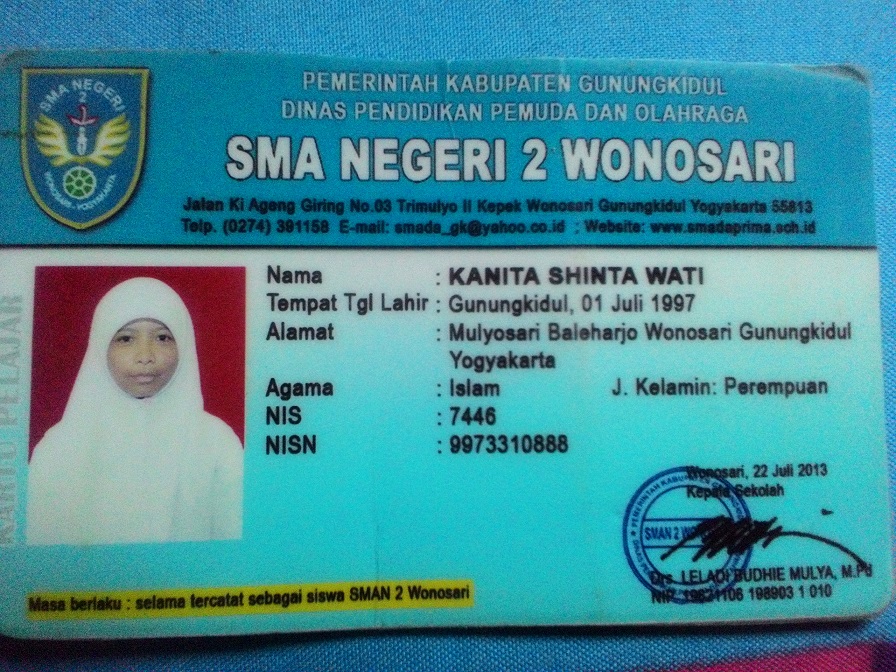 SMA NEGERI
2
WONOSARI - YOGYAKARTA
PEMERINTAH KABUPATEN GUNUNGKIDUL
DINAS PENDIDIKAN PEMUDA DAN OLAHRAGA
SMA NEGERI 2 WONOSARI
Jalan Ki Ageng Giring No.03 Trimulyo II Kepek Wonosari Gunungkidul Yogyakarta 55813
Telp. (0274) 391158 E-mail: smada_gk@yahoo.co.id ; Website: www.smadaprima.sch.id
KARTU PELAJAR
Nama : KANITA SHINTA WATI
Tempat Tgl Lahir : Gunungkidul, 01 Juli 1997
Alamat : Mulyosari Baleharjo Wonosari Gunungkidul
Yogyakarta
Agama : Islam J. Kelamin: Perempuan
NIS : 7446
NISN : 9973310888
Wonosari, 22 Juli 2013
Kepala Sekolah
PEMERINTAH KABUPATEN
SMAN 2
Drs. LELADI BUDHIE MULYA, M.Pd
NIP. 19621106 198903 1 010
Masa berlaku : selama tercatat sebagai siswa SMAN 2 Wonosari